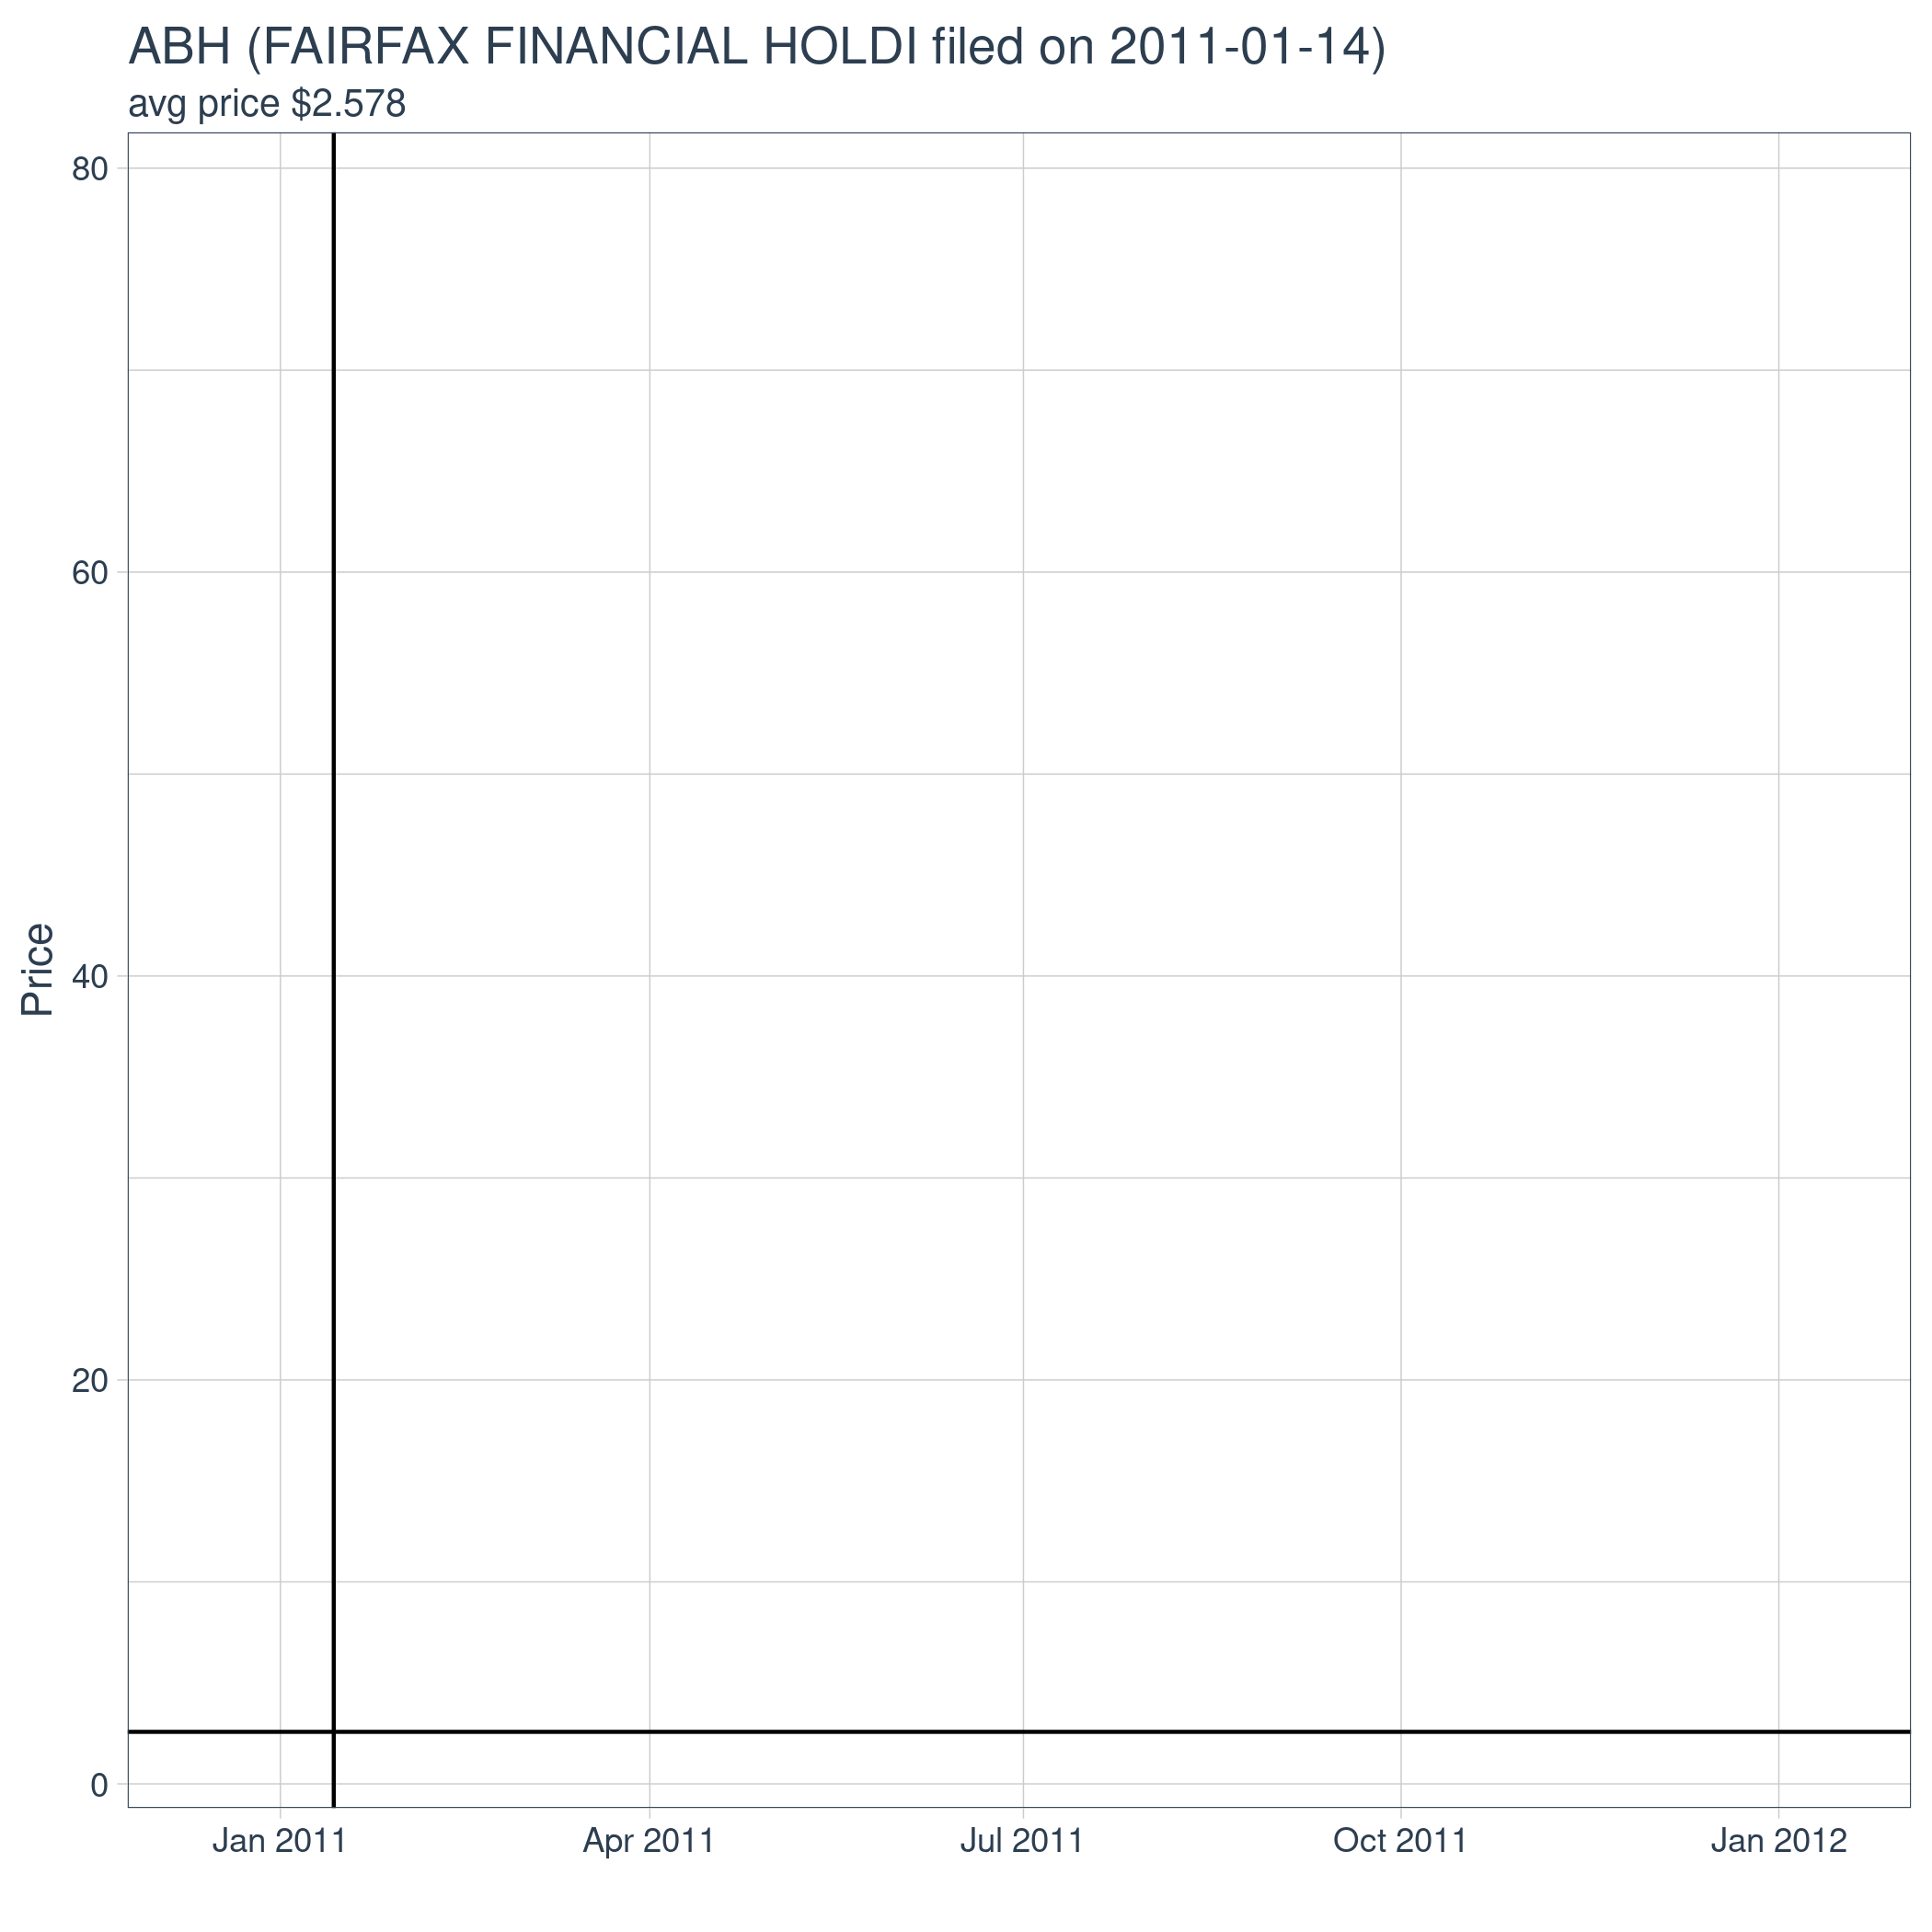 ABH (FAIRFAX FINANCIAL HOLDI filed on 2011-01-14)
avg price $2.578
80
60
40
20
0
Price
Jan 2011
Apr 2011
Jul 2011
Oct 2011
Jan 2012